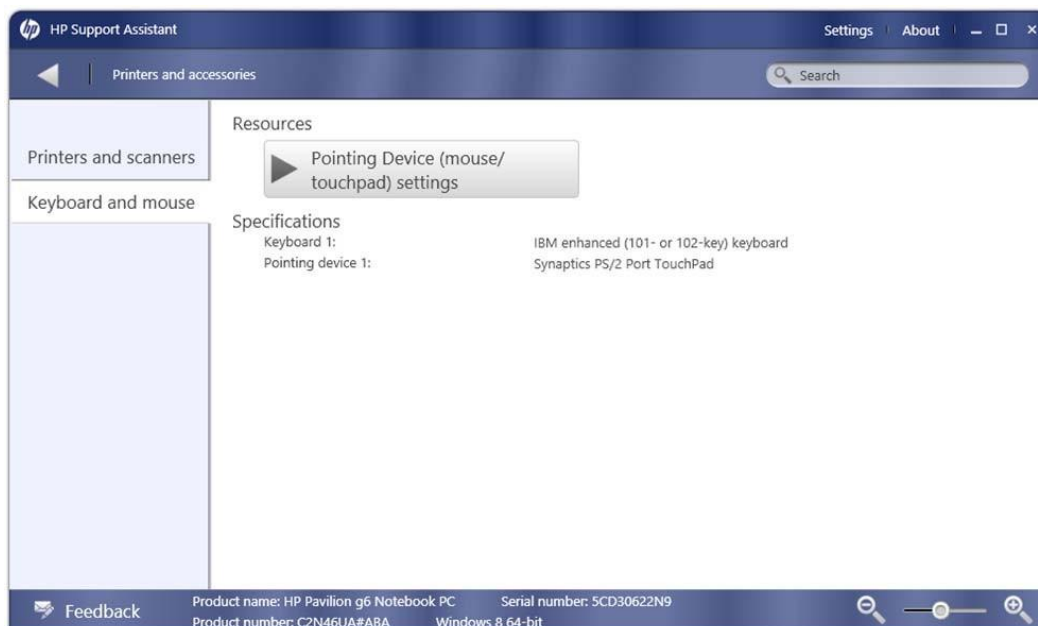 hp HP Support Assistant Settings About
Printers and accessories Search
Printers and scanners
Keyboard and mouse
Resources
Pointing Device (mouse/
touchpad) settings
Specifications
Keyboard 1: IBM enhanced (101- or 102-key) keyboard
Pointing device 1: Synaptics PS/2 Port TouchPad
Feedback
Product name: HP Pavilion g6 Notebook PC Serial number: 5CD30622N9
Product number: C2N46UA#ABA Windows 8 64-bit